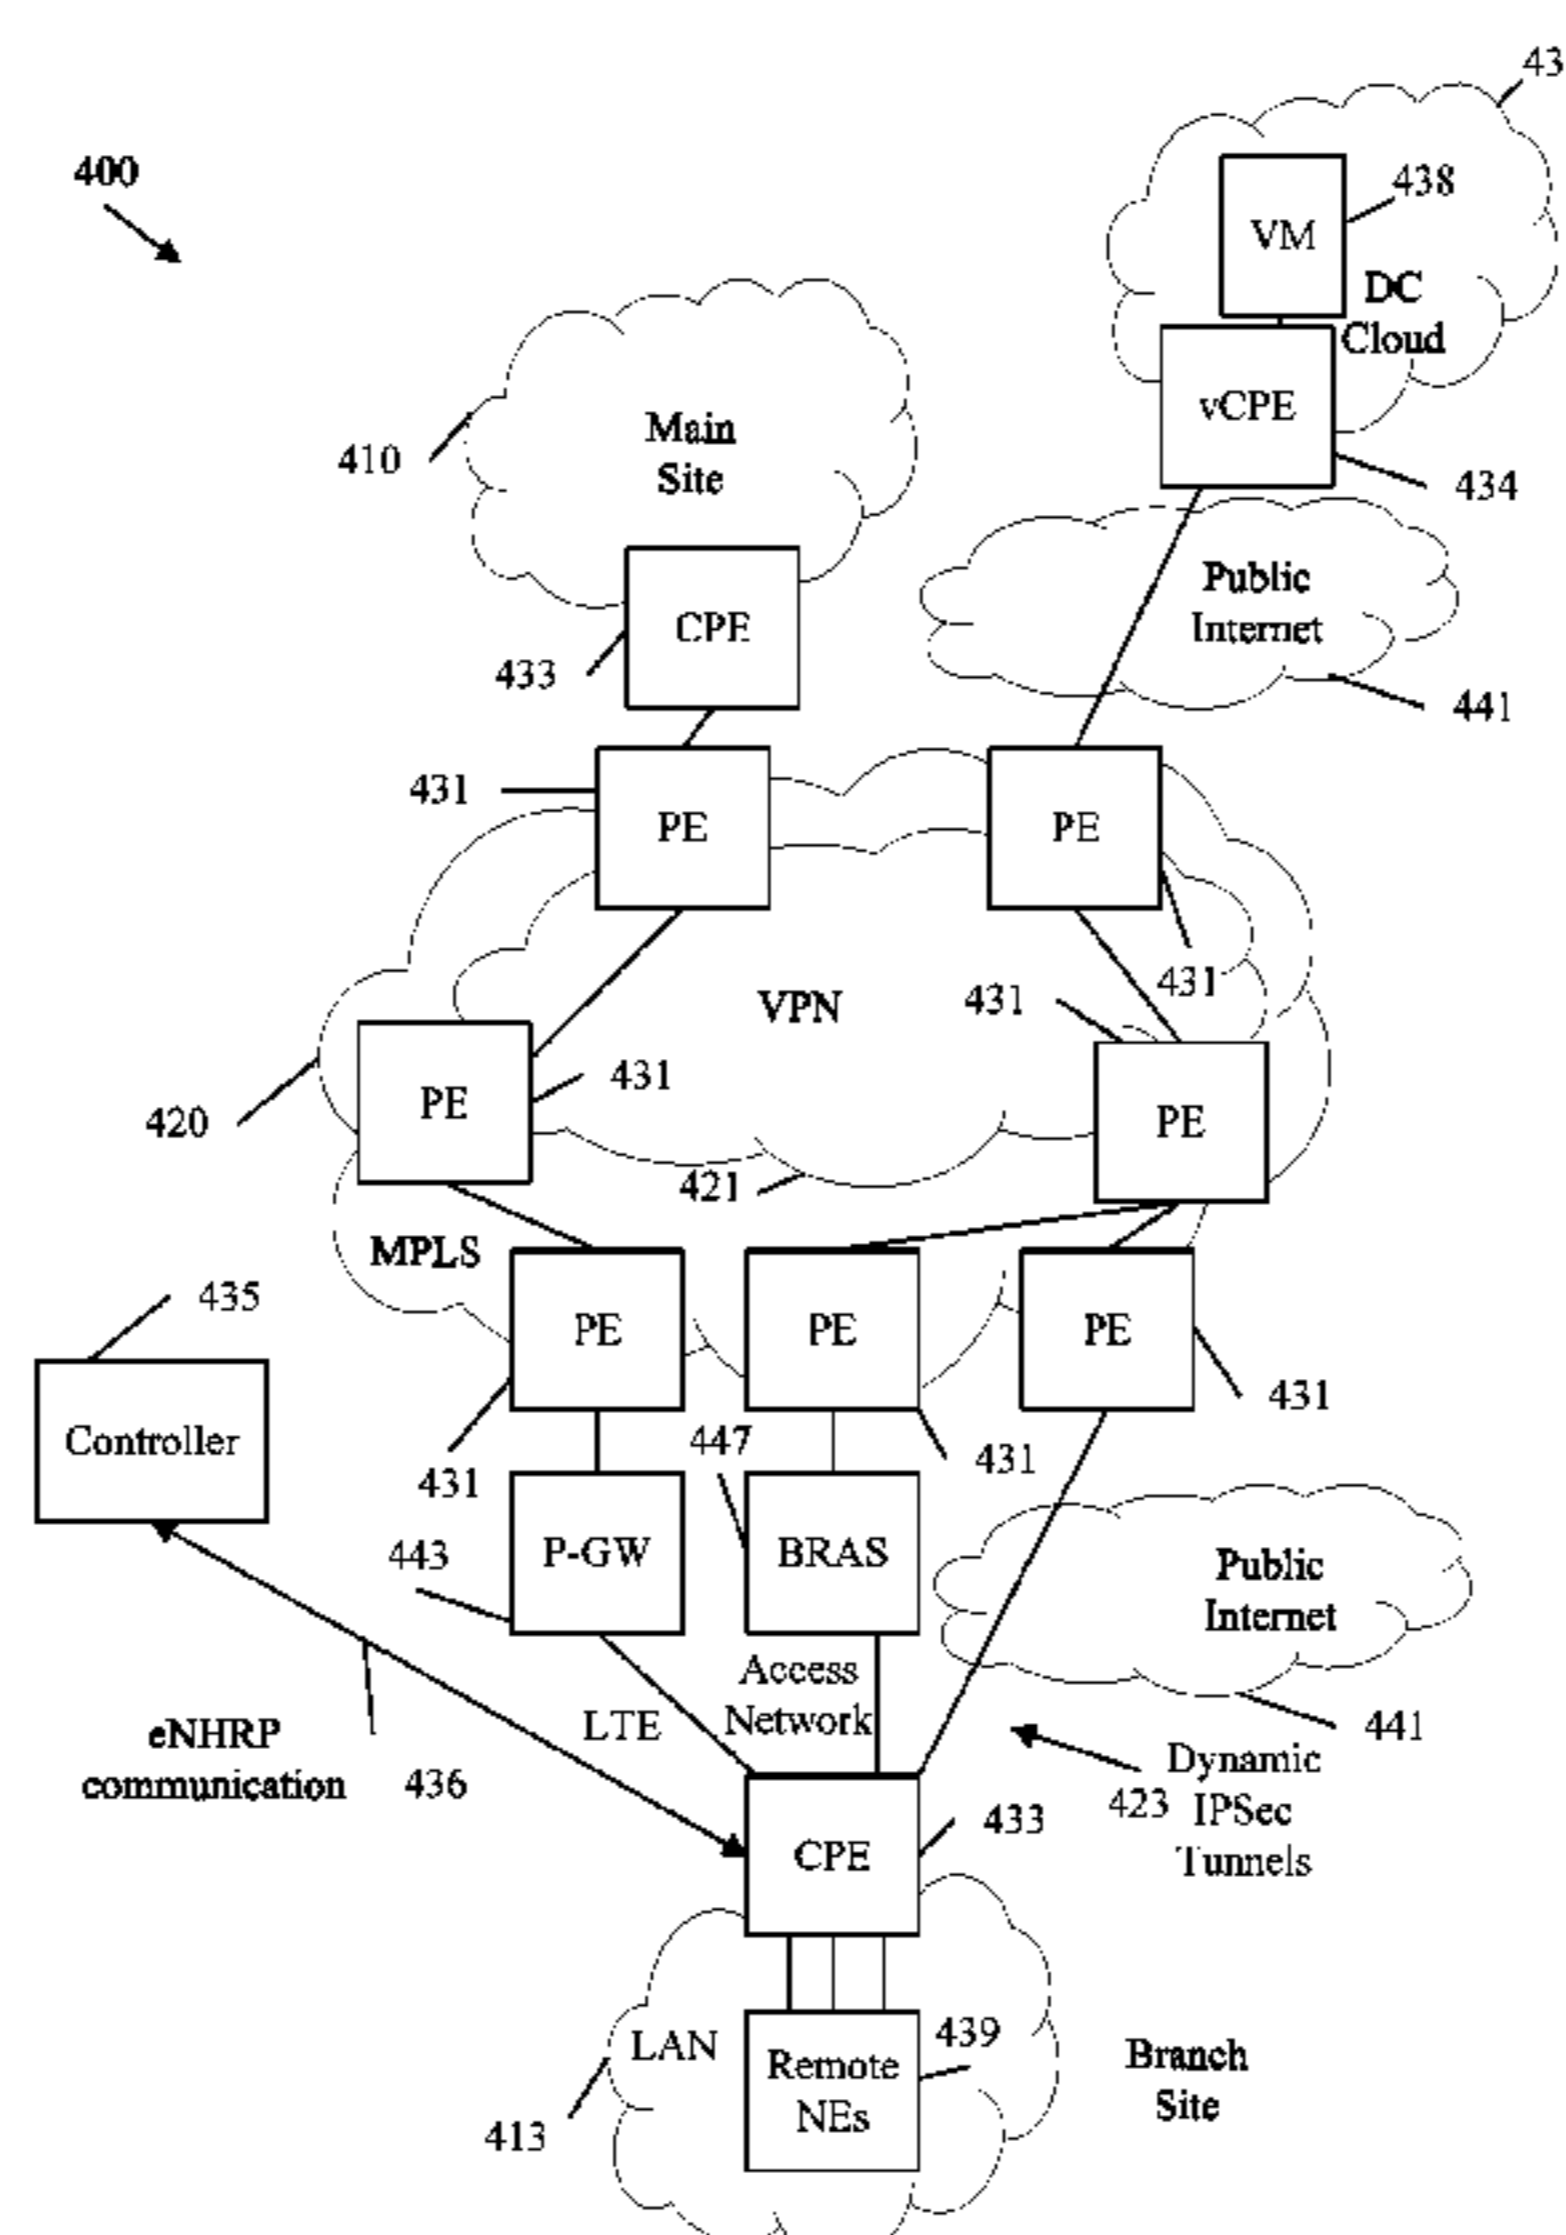 43
400
438
VM
DC
Cloud
vCPE
Main
Site
410
434
Public
Internet
CPE
433
441
431
PE
PE
431
VPN
431
431
PE
PE
420
421
MPLS
435
PE
PE
PE
431
Controller
447
431
431
443
P-GW
BRAS
Public
Internet
Access
Network
LTE
441
eNHRP
communication
436
Dynamic
423 IPSec
Tunnels
433
CPE
439
LAN
Remote
NEs
Branch
Site
413